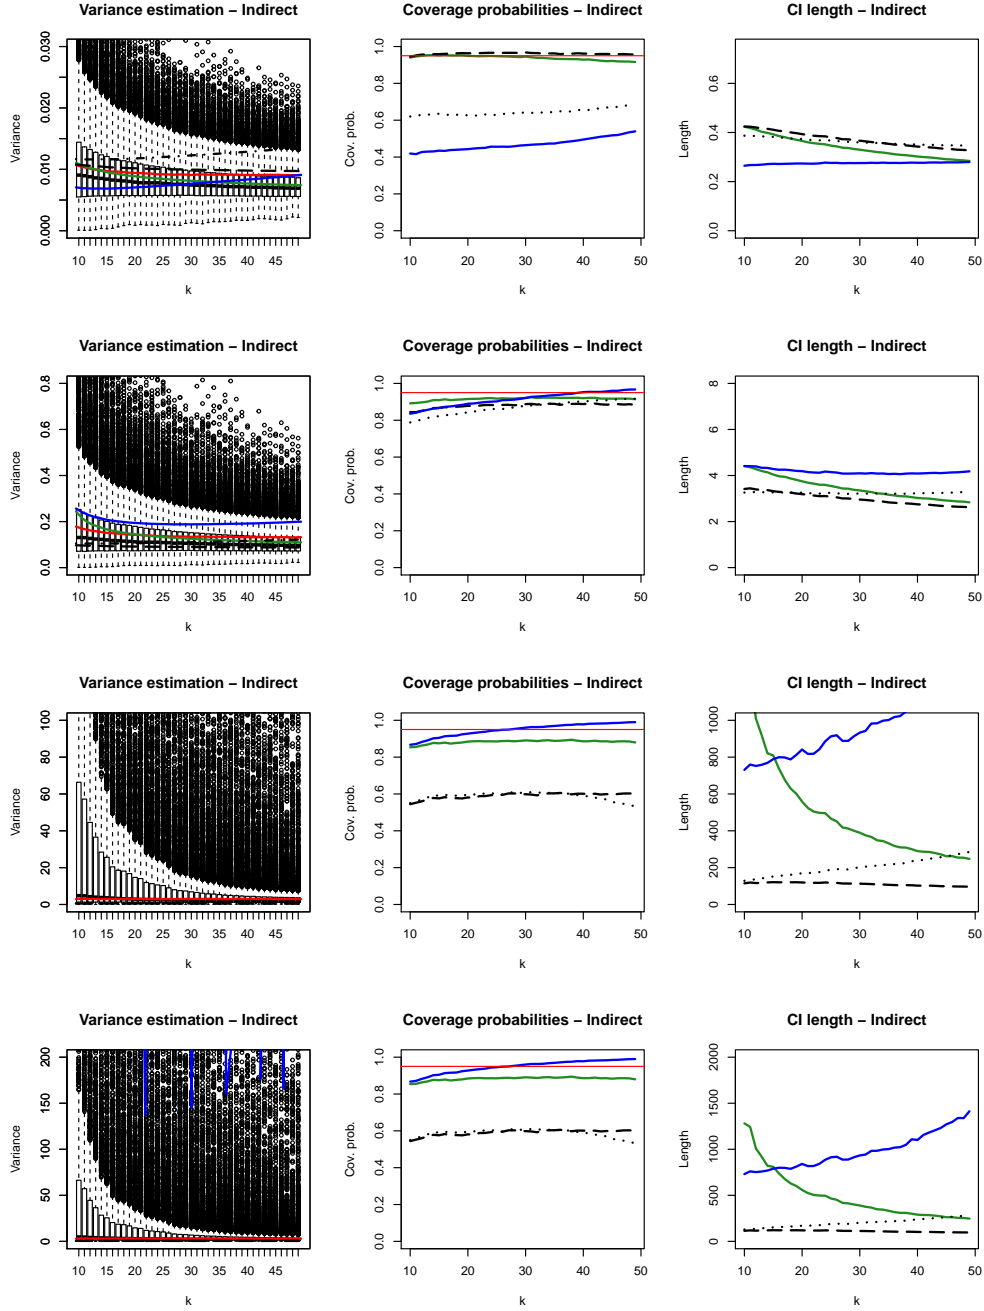 Variance estimation – Indirect
Variance
0.000 0.010 0.020 0.030
10 15 20 25 30 35 40 45
k
Coverage probabilities – Indirect
Cov. prob.
0.0 0.2 0.4 0.6 0.8 1.0
10 20 30 40 50
k
CI length – Indirect
Length
0.0 0.2 0.4 0.6
10 20 30 40 50
k
Variance estimation – Indirect
Variance
0.0 0.2 0.4 0.6 0.8
10 15 20 25 30 35 40 45
k
Coverage probabilities – Indirect
Cov. prob.
0.0 0.2 0.4 0.6 0.8 1.0
10 20 30 40 50
k
CI length – Indirect
Length
0 2 4 6 8
10 20 30 40 50
k
Variance estimation – Indirect
Variance
0 20 40 60 80 100
10 15 20 25 30 35 40 45
k
Coverage probabilities – Indirect
Cov. prob.
0.0 0.2 0.4 0.6 0.8 1.0
10 20 30 40 50
k
CI length – Indirect
Length
0 200 400 600 800 1000
10 20 30 40 50
k
Variance estimation – Indirect
Variance
0 50 100 150 200
10 15 20 25 30 35 40 45
k
Coverage probabilities – Indirect
Cov. prob.
0.0 0.2 0.4 0.6 0.8 1.0
10 20 30 40 50
k
CI length – Indirect
Length
0 500 1000 1500 2000
10 20 30 40 50
k